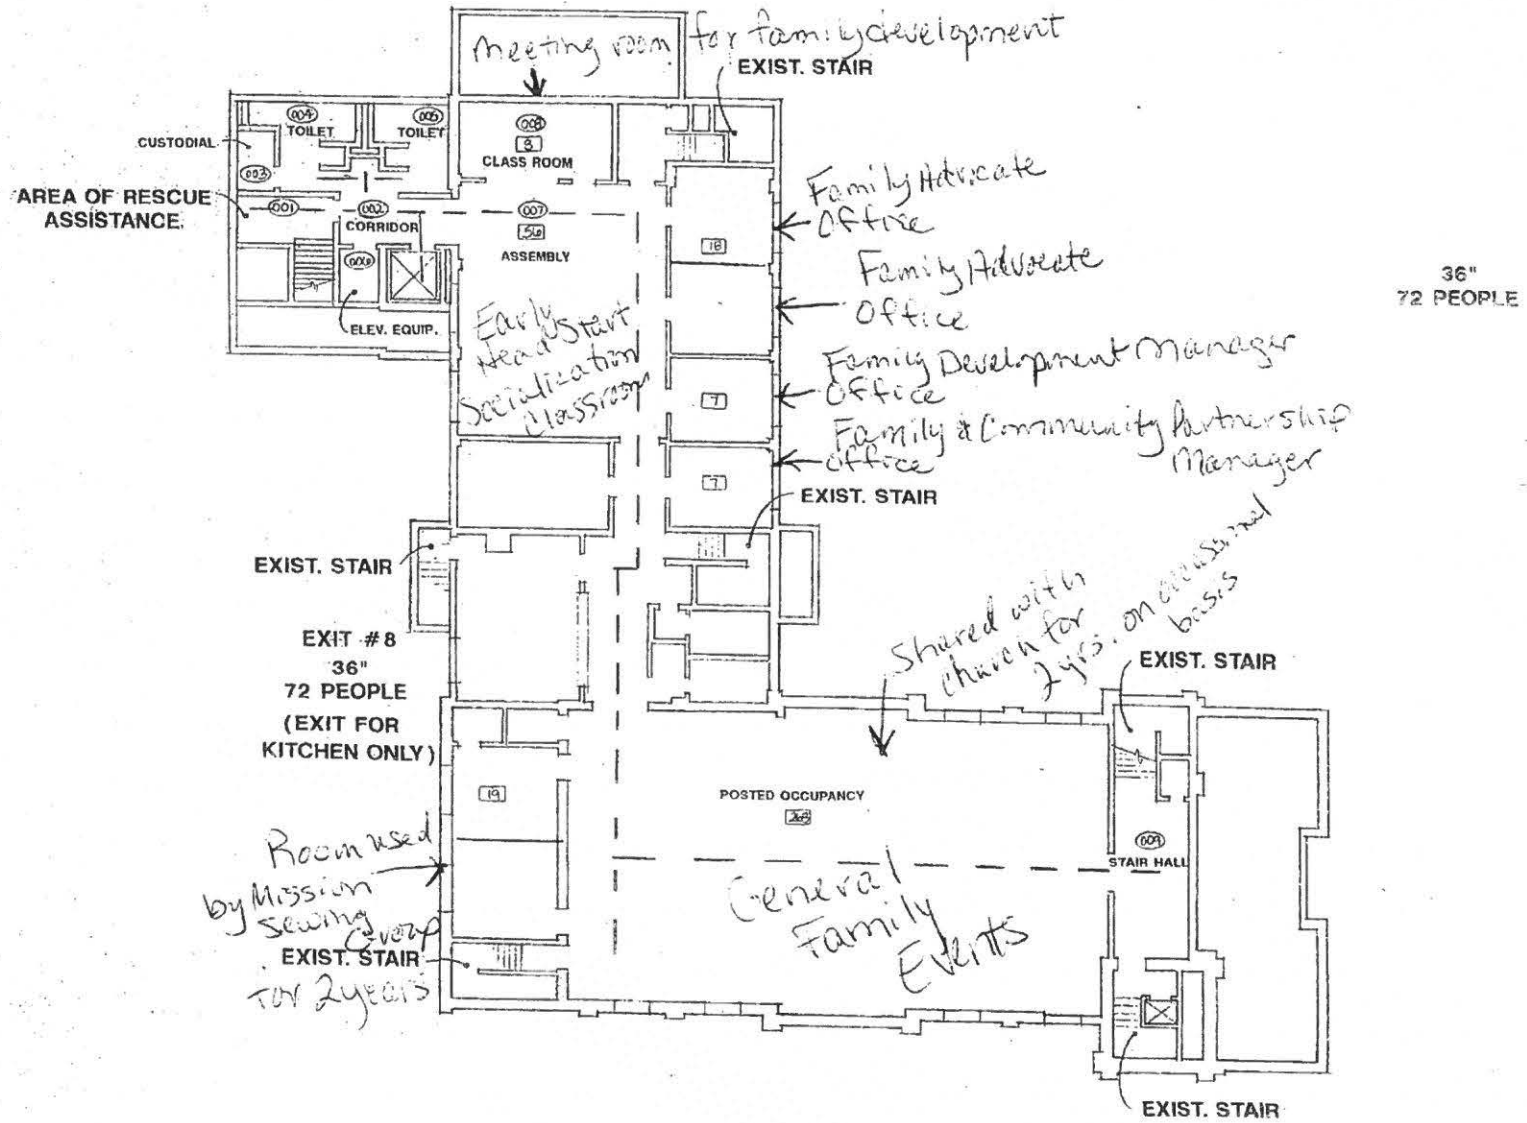 meeting room for family development
EXIST. STAIR
004
TOILET
005
TOILET
008
8
CLASS ROOM
CUSTODIAL
003
AREA OF RESCUE
ASSISTANCE.
001
002
CORRIDOR
007
56
ASSEMBLY
006
ELEV. EQUIP.
18
Family Advocate
Office
Family Advocate
Office
36"
72 PEOPLE
Early
Head Start
Socialization
Classroom
7
Family Development Manager
Office
7
Family & Community Partnership
Manager
Office
EXIST. STAIR
EXIST. STAIR
EXIT #8
36"
72 PEOPLE
(EXIT FOR
KITCHEN ONLY)
Shared with
church for
2 yrs. on occassional
basis
EXIST. STAIR
19
POSTED OCCUPANCY
009
STAIR HALL
Room used
by Mission
Sewing
Group
EXIST. STAIR
for 2 years
General
Family
Events
EXIST. STAIR